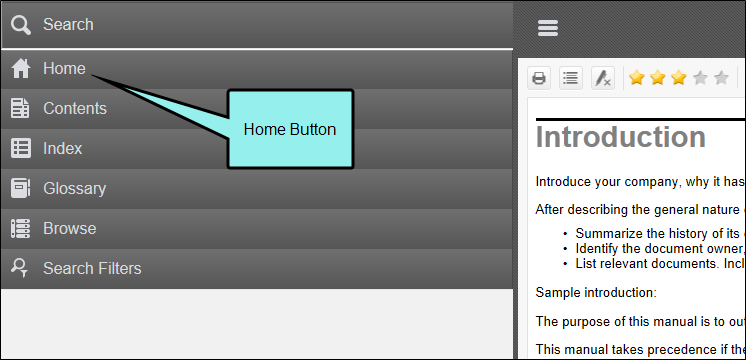 Search
Home
Contents
Index
Glossary
Browse
Search Filters
Home Button
Introduction
Introduce your company, why it has
After describing the general nature
• Summarize the history of its
• Identify the document owner,
• List relevant documents. Incl
Sample introduction:
The purpose of this manual is to out
This manual takes precedence if the